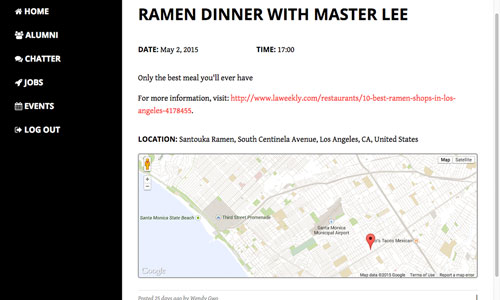 HOME
ALUMNI
CHATTER
JOBS
EVENTS
LOG OUT
RAMEN DINNER WITH MASTER LEE
DATE: May 2, 2015 TIME: 17:00
Only the best meal you'll ever have
For more information, visit: http://www.laweekly.com/restaurants/10-best-ramen-shops-in-los-
angeles-4178455.
LOCATION: Santouka Ramen, South Centinela Avenue, Los Angeles, CA, United States
Map Satellite
+
−
Santa Monica State Beach
Third Street Promenade
Santa Monica
Municipal Airport
Tacos Mexican
Google
Map data ©2015 Google Terms of Use Report a map error
Posted 25 days ago by Wendy Guo